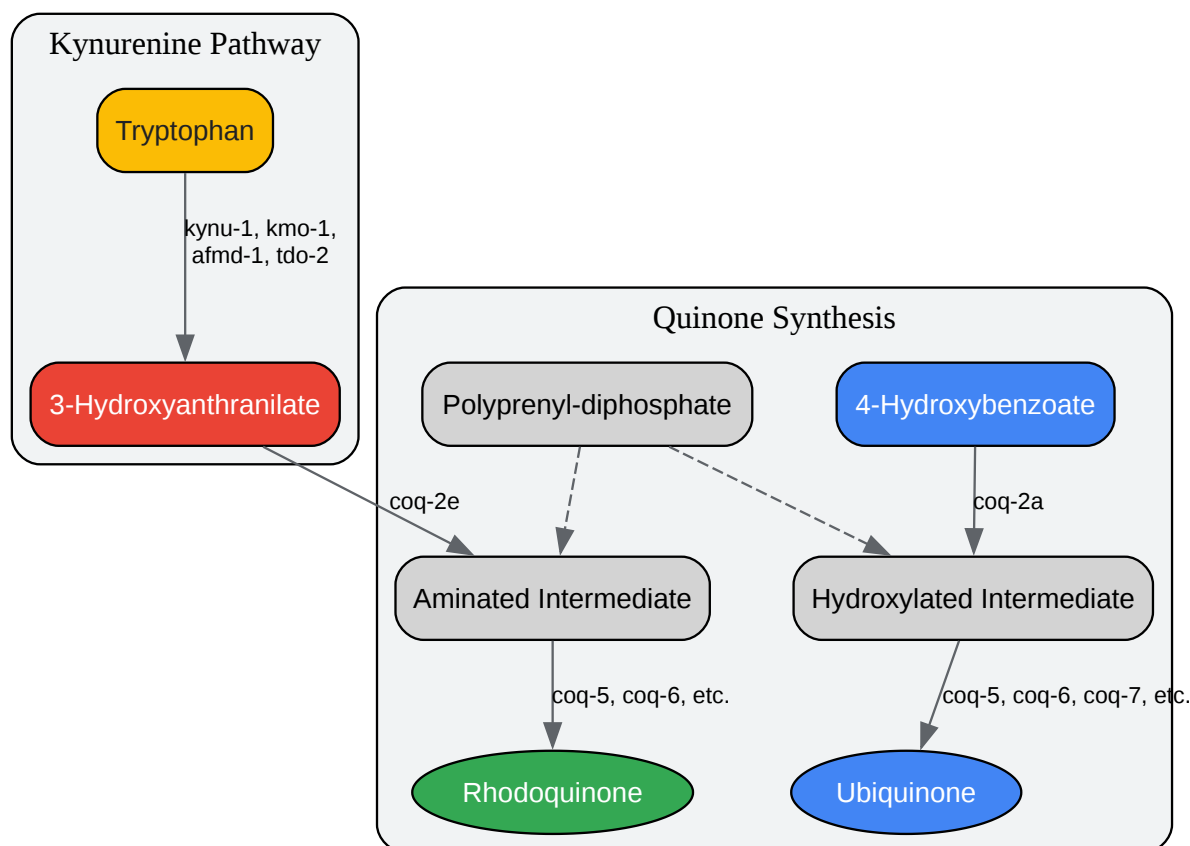 Kynurenine Pathway
Tryptophan
kynu-1, kmo-1,
afmd-1, tdo-2
3-Hydroxyanthranilate
Quinone Synthesis
Polyprenyl-diphosphate
4-Hydroxybenzoate
coq-2e
coq-2a
Aminated Intermediate
Hydroxylated Intermediate
coq-5, coq-6, etc.
coq-5, coq-6, coq-7, etc.
Rhodoquinone
Ubiquinone